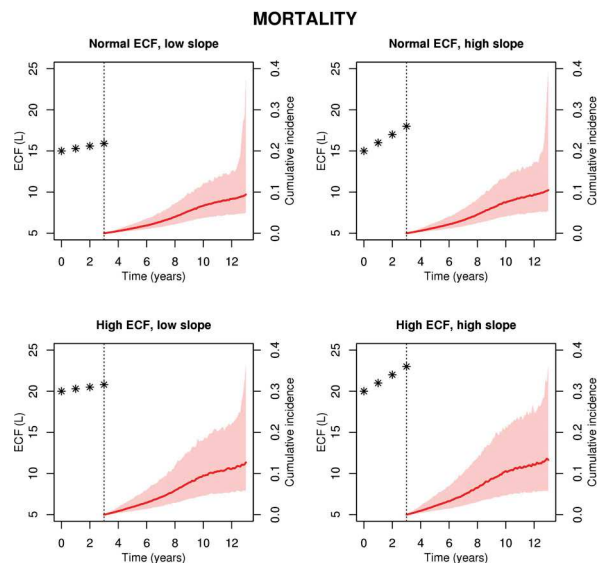 MORTALITY
Normal ECF, low slope
25
20
15
10
5
ECF (L)
0.4
0.3
0.2
0.1
0.0
Cumulative incidence
0 2 4 6 8 10 12
Time (years)
Normal ECF, high slope
25
20
15
10
5
ECF (L)
0.4
0.3
0.2
0.1
0.0
Cumulative incidence
0 2 4 6 8 10 12
Time (years)
High ECF, low slope
25
20
15
10
5
ECF (L)
0.4
0.3
0.2
0.1
0.0
Cumulative incidence
0 2 4 6 8 10 12
Time (years)
High ECF, high slope
25
20
15
10
5
ECF (L)
0.4
0.3
0.2
0.1
0.0
Cumulative incidence
0 2 4 6 8 10 12
Time (years)